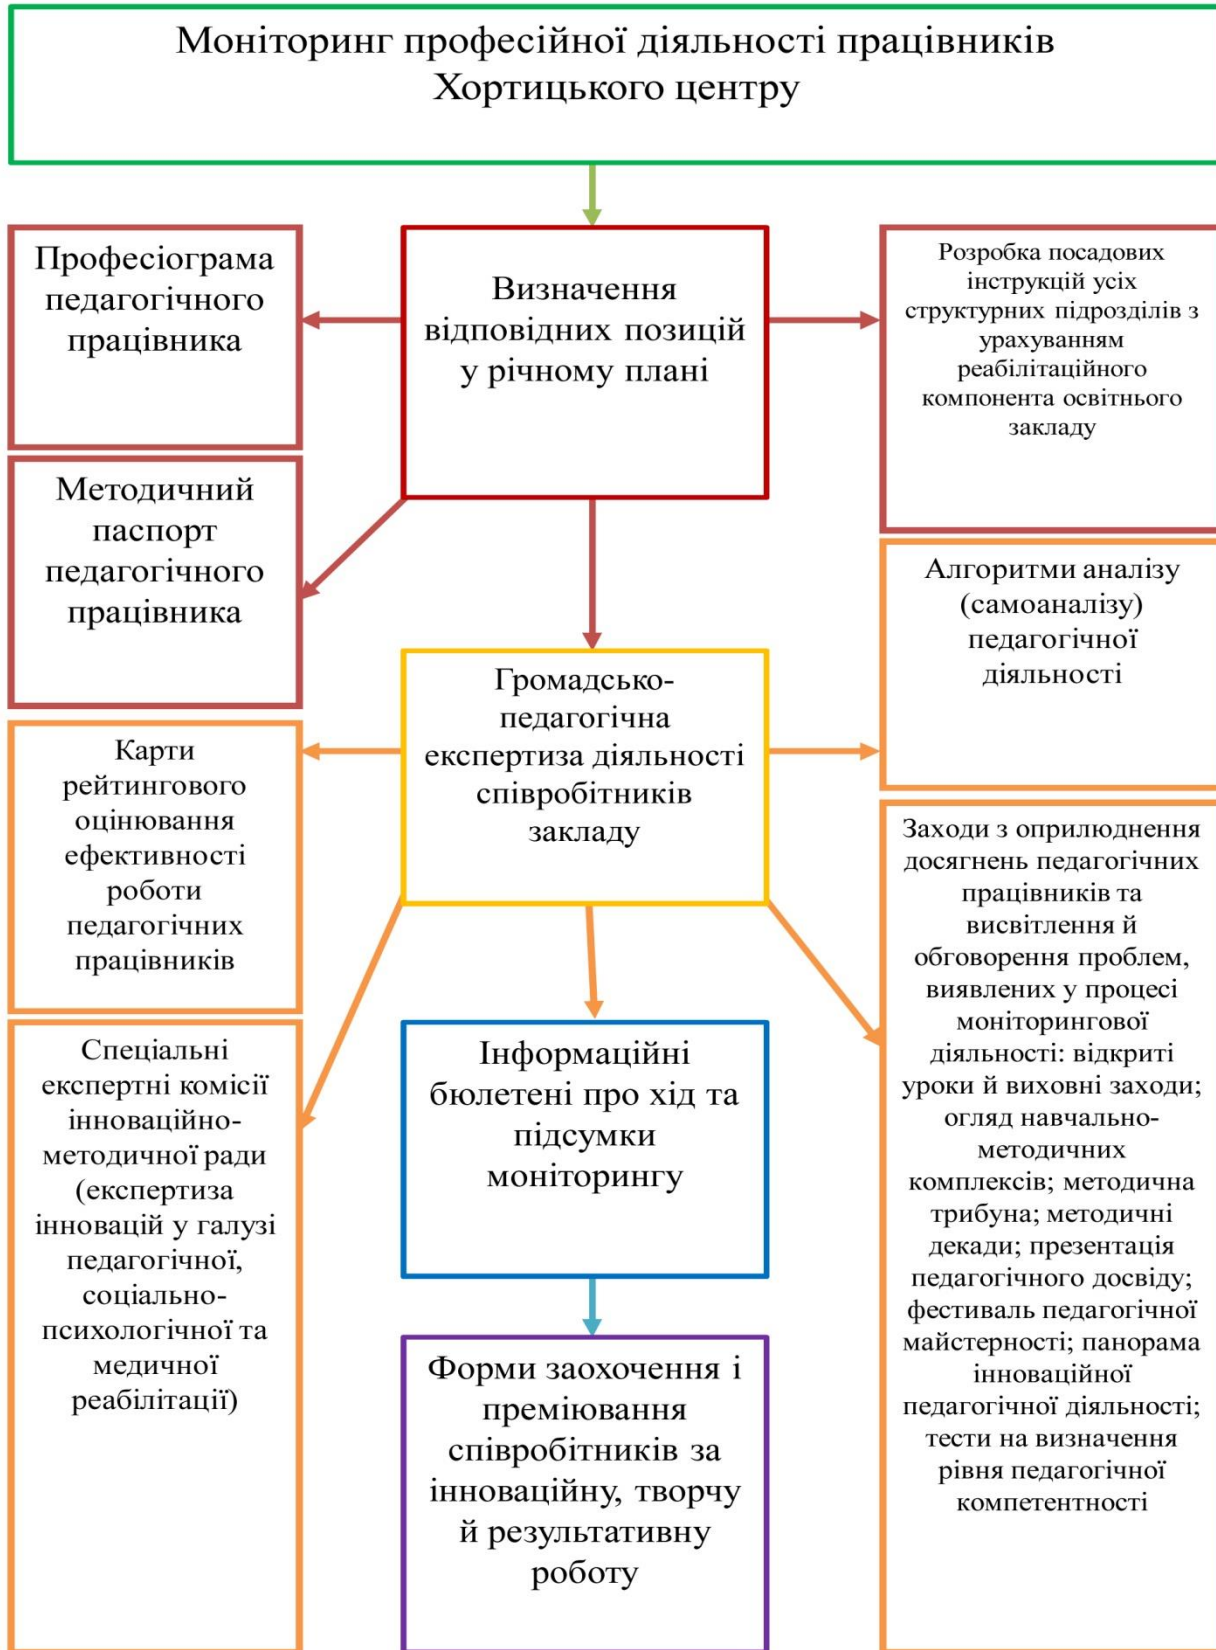 Моніторинг професійної діяльності працівників
Хортицького центру
Професіограма
педагогічного
працівника
Визначення
відповідних позицій
у річному плані
Розробка посадових
інструкцій усіх
структурних підрозділів з
урахуванням
реабілітаційного
компонента освітнього
закладу
Методичний
паспорт
педагогічного
працівника
Алгоритми аналізу
(самоаналізу)
педагогічної
діяльності
Громадсько-
педагогічна
експертиза діяльності
співробітників
закладу
Карти
рейтингового
оцінювання
ефективності
роботи
педагогічних
працівників
Заходи з оприлюднення
досягнень педагогічних
працівників та
висвітлення й
обговорення проблем,
виявлених у процесі
моніторингової
діяльності: відкриті
уроки й виховні заходи;
огляд навчально-
методичних
комплексів; методична
трибуна; методичні
декади; презентація
педагогічного досвіду;
фестиваль педагогічної
майстерності; панорама
інноваційної
педагогічної діяльності;
тести на визначення
рівня педагогічної
компетентності
Спеціальні
експертні комісії
інноваційно-
методичної ради
(експертиза
інновацій у галузі
педагогічної,
соціально-
психологічної та
медичної
реабілітації)
Інформаційні
бюлетені про хід та
підсумки
моніторингу
Форми заохочення і
преміювання
співробітників за
інноваційну, творчу
й результативну
роботу